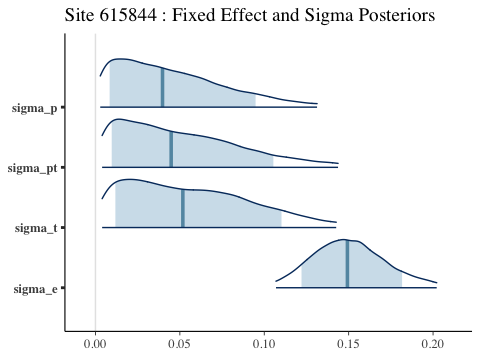 Site 615844 : Fixed Effect and Sigma Posteriors
sigma_p
sigma_pt
sigma_t
sigma_e
0.00 0.05 0.10 0.15 0.20